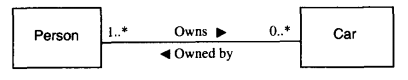 Person 1..* Owns ▶ 0..* Car
◀ Owned by